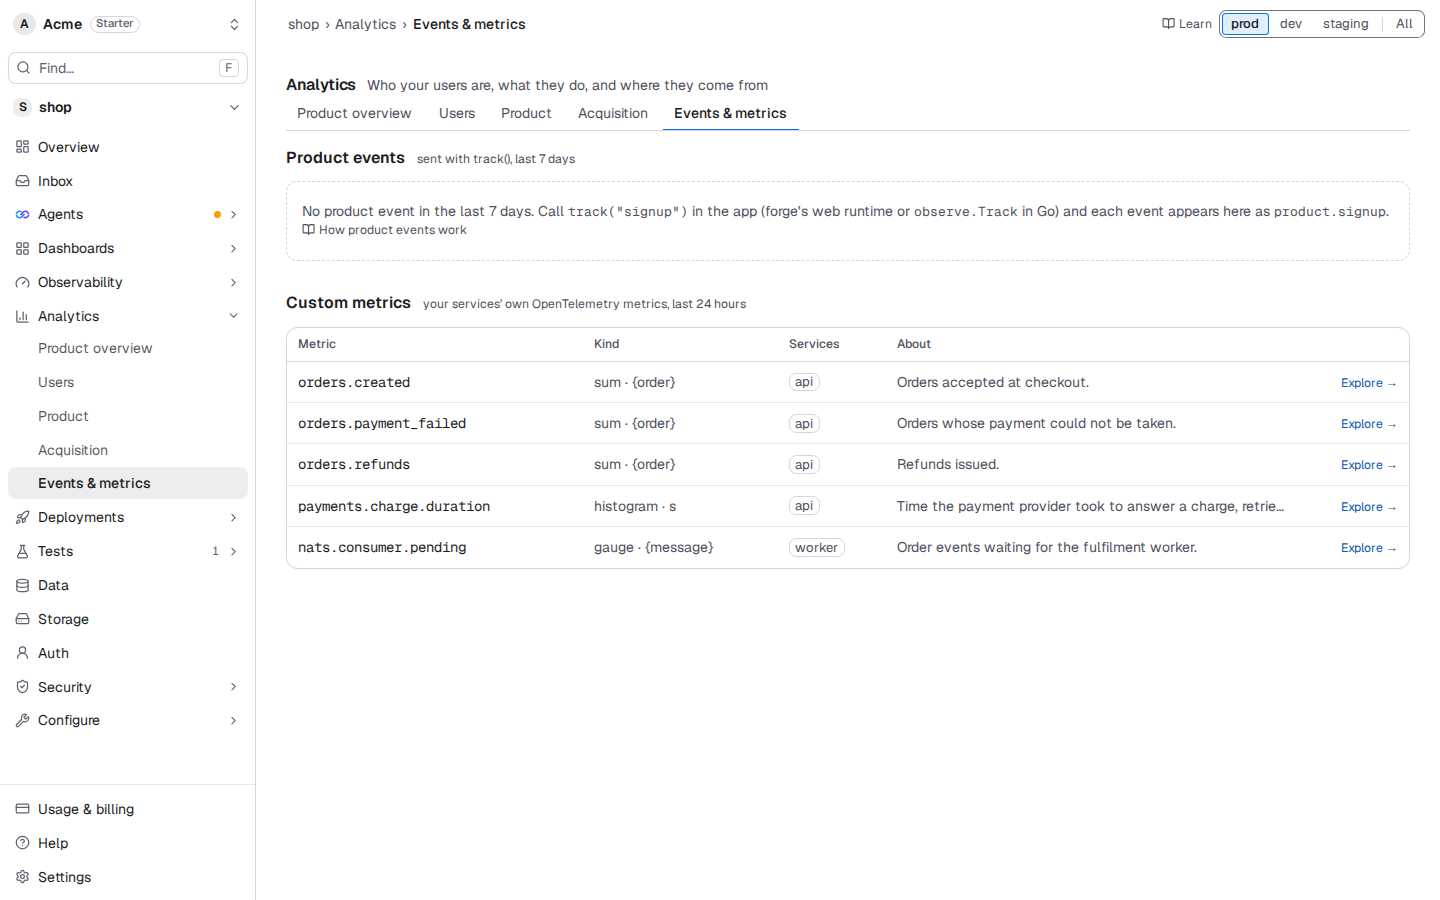 A Acme Starter
Find... F
S shop
Overview
Inbox
Agents
Dashboards
Observability
Analytics
Product overview
Users
Product
Acquisition
Events & metrics
Deployments
Tests 1
Data
Storage
Auth
Security
Configure
Usage & billing
Help
Settings
shop › Analytics › Events & metrics
Learn prod dev staging All
Analytics Who your users are, what they do, and where they come from
Product overview Users Product Acquisition Events & metrics
Product events sent with track(), last 7 days
No product event in the last 7 days. Call track("signup") in the app (forge's web runtime or observe.Track in Go) and each event appears here as product.signup.
How product events work
Custom metrics your services' own OpenTelemetry metrics, last 24 hours
Metric Kind Services About
orders.created sum · {order} api Orders accepted at checkout. Explore →
orders.payment_failed sum · {order} api Orders whose payment could not be taken. Explore →
orders.refunds sum · {order} api Refunds issued. Explore →
payments.charge.duration histogram · s api Time the payment provider took to answer a charge, retrie... Explore →
nats.consumer.pending gauge · {message} worker Order events waiting for the fulfilment worker. Explore →